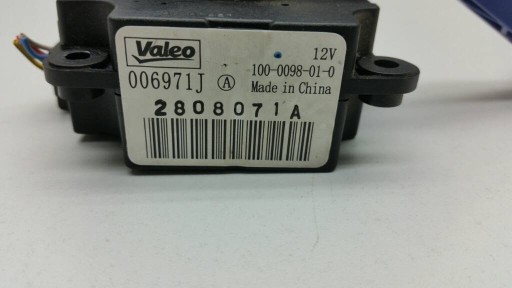 Valeo
12V
006971J A 100-0098-01-0
Made in China
2808071A